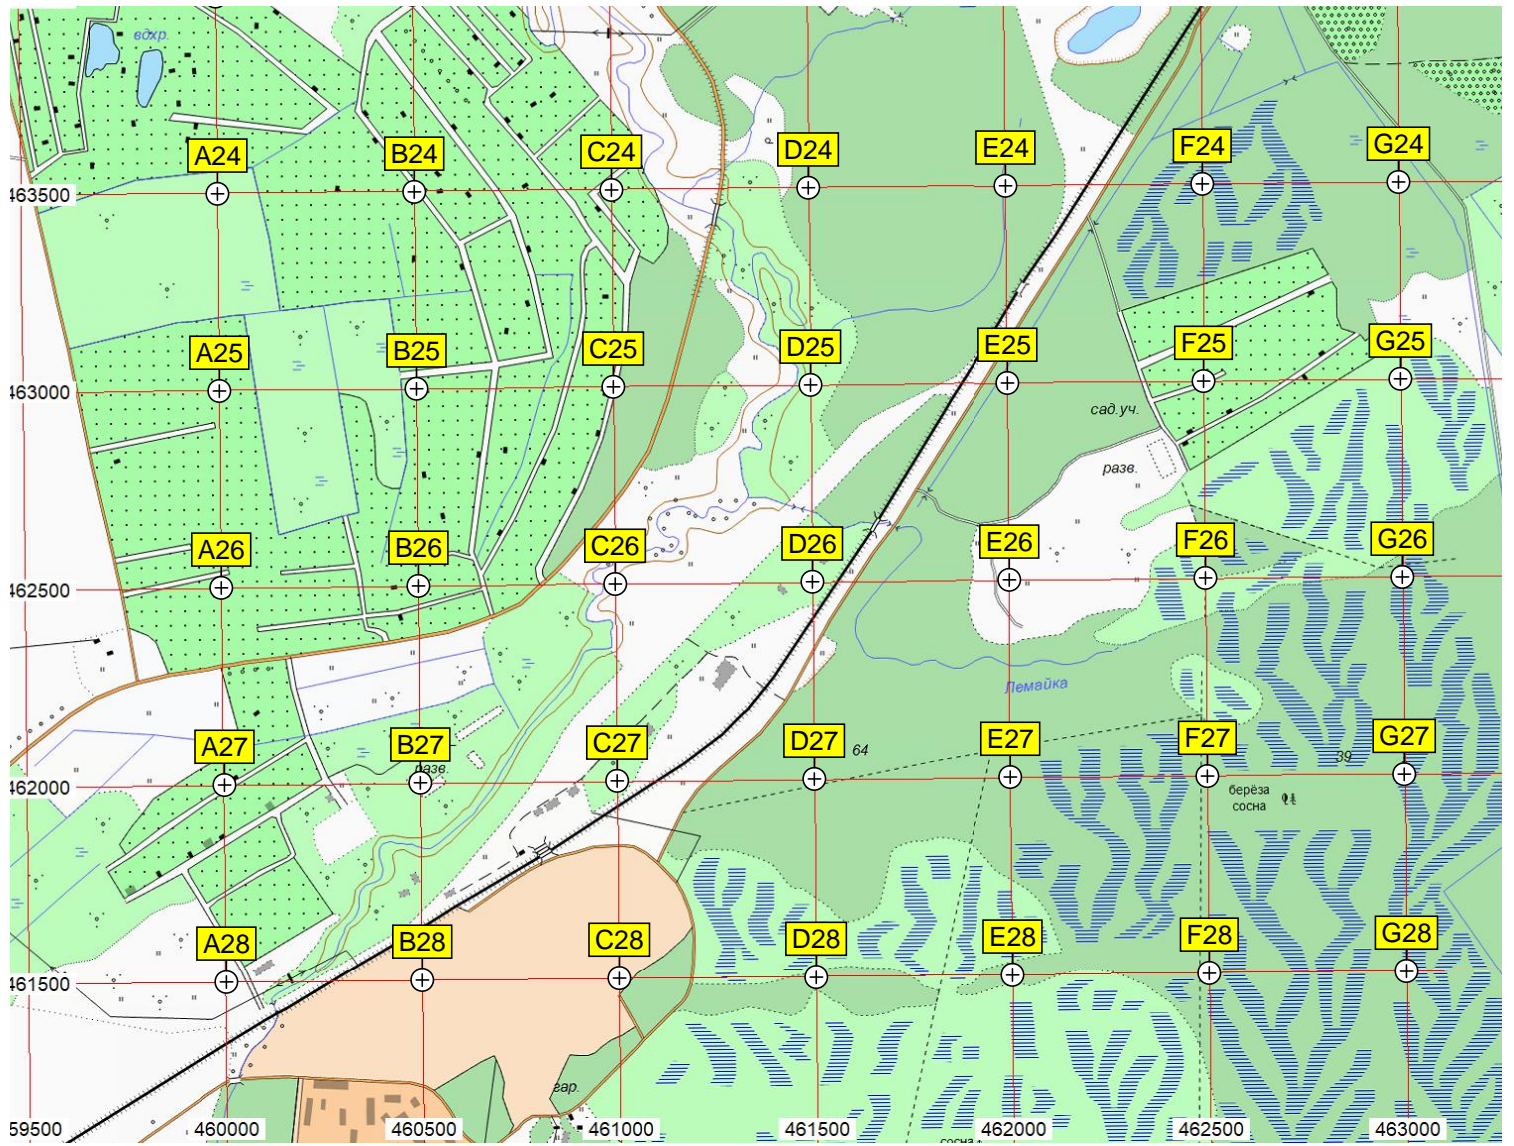 вдхр.
A24 B24 C24 D24 E24 F24 G24
463500
A25 B25 C25 D25 E25 F25 G25
463000
сад.уч.
разв.
A26 B26 C26 D26 E26 F26 G26
462500
Лемайка
A27 B27 C27 D27 64 E27 F27 39 G27
разв.
462000
берёза
сосна
A28 B28 C28 D28 E28 F28 G28
461500
гар.
59500 460000 460500 461000 461500 462000 462500 463000
сосна